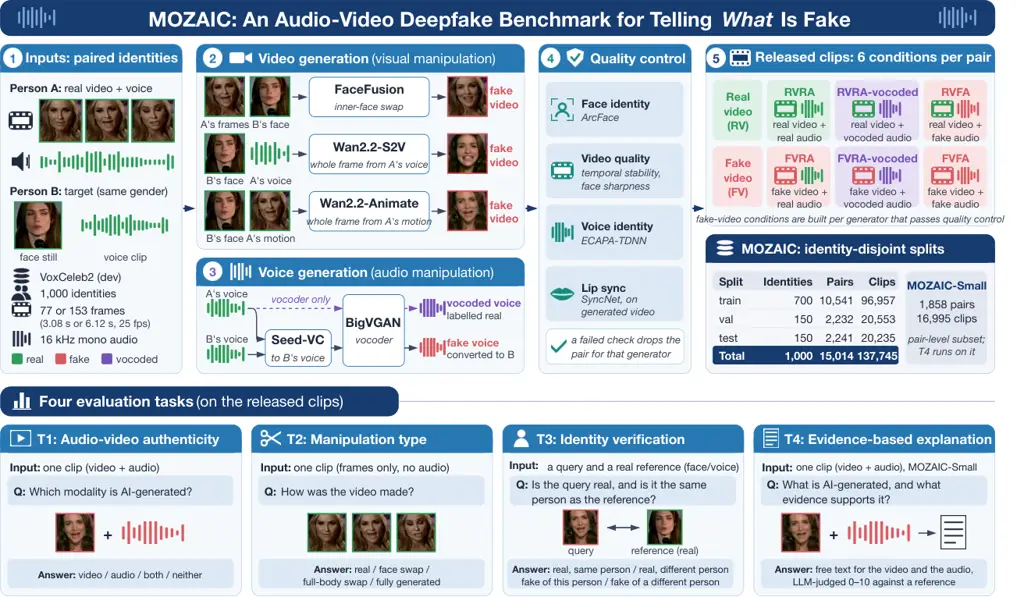 MOZAIC: An Audio-Video Deepfake Benchmark for Telling What Is Fake
1 Inputs: paired identities
Person A: real video + voice
Person B: target (same gender)
face still
voice clip
VoxCeleb2 (dev)
1,000 identities
77 or 153 frames
(3.08 s or 6.12 s, 25 fps)
16 kHz mono audio
real
fake
vocoded
2 Video generation (visual manipulation)
A's frames B's face
FaceFusion
inner-face swap
fake
video
B's face A's voice
Wan2.2-S2V
whole frame from A's voice
fake
video
B's face A's motion
Wan2.2-Animate
whole frame from A's motion
fake
video
3 Voice generation (audio manipulation)
A's voice
vocoder only
B's voice
Seed-VC
to B's voice
BigVGAN
vocoder
vocoded voice
labelled real
fake voice
converted to B
4 Quality control
Face identity
ArcFace
Video quality
temporal stability,
face sharpness
Voice identity
ECAPA-TDNN
Lip sync
SyncNet, on
generated video
a failed check drops the
pair for that generator
5 Released clips: 6 conditions per pair
Real
video
(RV)
RVRA
real video +
real audio
RVRA-vocoded
real video +
vocoded audio
RVFA
real video +
fake audio
Fake
video
(FV)
FVRA
fake video +
real audio
FVRA-vocoded
fake video +
vocoded audio
FVFA
fake video +
fake audio
fake-video conditions are built per generator that passes quality control
MOZAIC: identity-disjoint splits
Split Identities Pairs Clips
train 700 10,541 96,957
val 150 2,232 20,553
test 150 2,241 20,235
Total 1,000 15,014 137,745
MOZAIC-Small
1,858 pairs
16,995 clips
pair-level subset;
T4 runs on it
Four evaluation tasks (on the released clips)
T1: Audio-video authenticity
Input: one clip (video + audio)
Q: Which modality is AI-generated?
+
Answer: video / audio / both / neither
T2: Manipulation type
Input: one clip (frames only, no audio)
Q: How was the video made?
Answer: real / face swap /
full-body swap / fully generated
T3: Identity verification
Input: a query and a real reference (face/voice)
Q: Is the query real, and is it the same
person as the reference?
query
reference (real)
Answer: real, same person / real, different person
fake of this person / fake of a different person
T4: Evidence-based explanation
Input: one clip (video + audio), MOZAIC-Small
Q: What is AI-generated, and what
evidence supports it?
+
Answer: free text for the video and the audio,
LLM-judged 0–10 against a reference